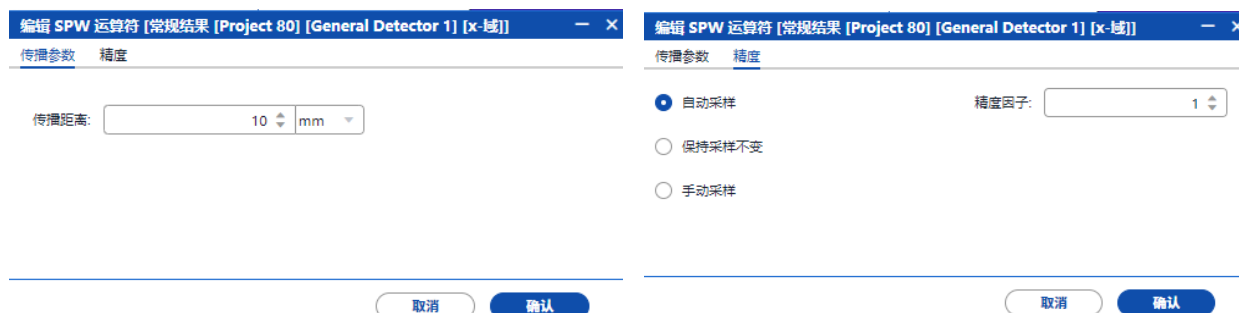 编辑 SPW 运算符 [常规结果 [Project 80] [General Detector 1] [x-域]]
传播参数 精度
传播距离: 10 mm
取消 确认
编辑 SPW 运算符 [常规结果 [Project 80] [General Detector 1] [x-域]]
传播参数 精度
自动采样 精度因子: 1
保持采样不变
手动采样
取消 确认